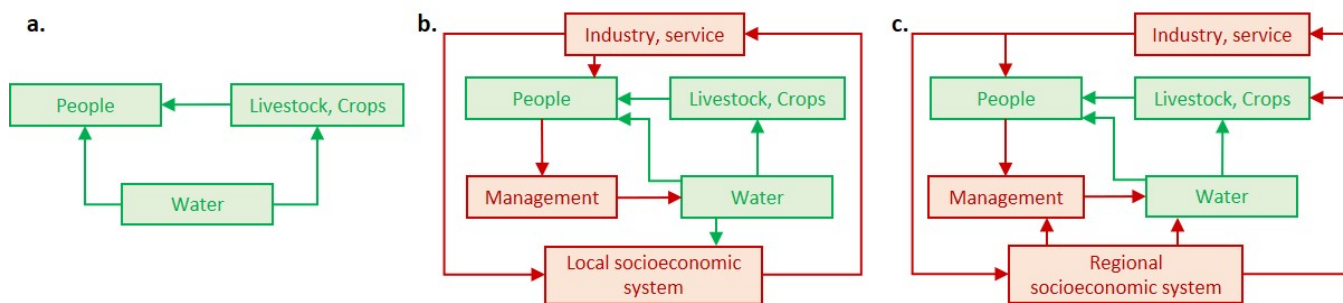 a.
People
Livestock, Crops
Water
b.
Industry, service
People
Livestock, Crops
Management
Water
Local socioeconomic
system
c.
Industry, service
People
Livestock, Crops
Management
Water
Regional
socioeconomic system